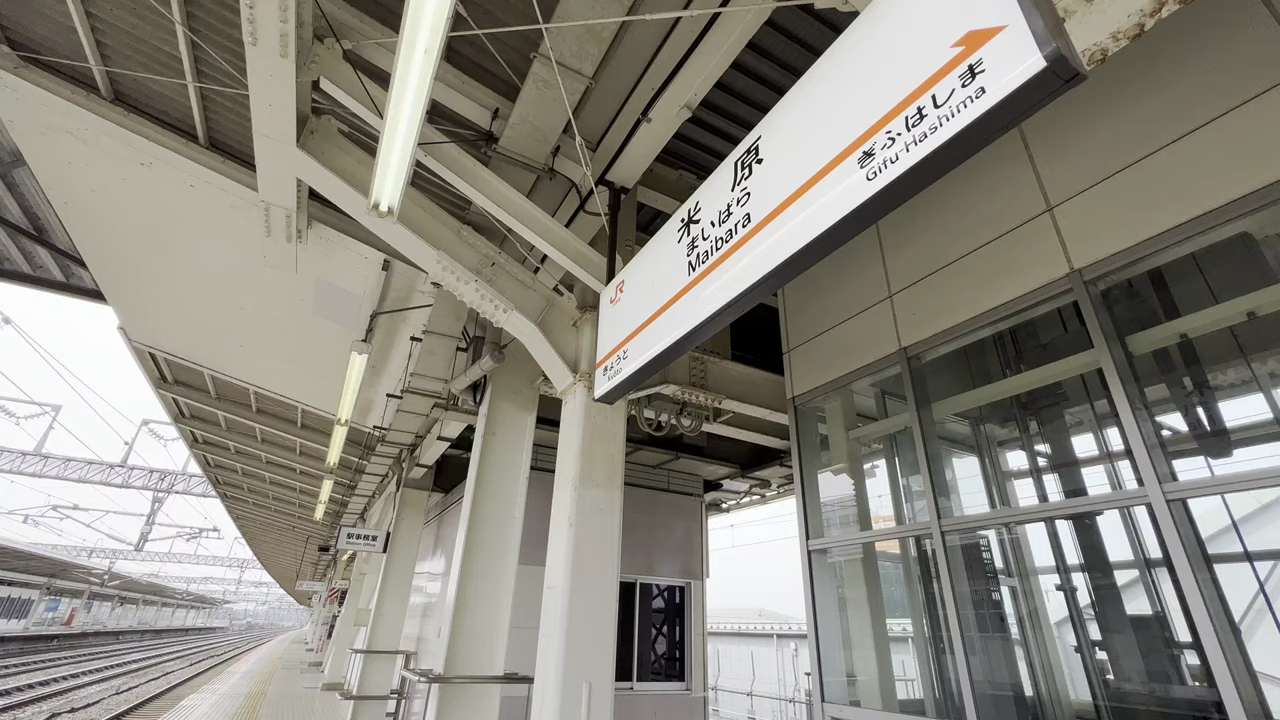 米原
まいばら
Maibara
ぎふはしま
Gifu-Hashima
JR
きょうと
Kyōto
駅事務室
Station Office